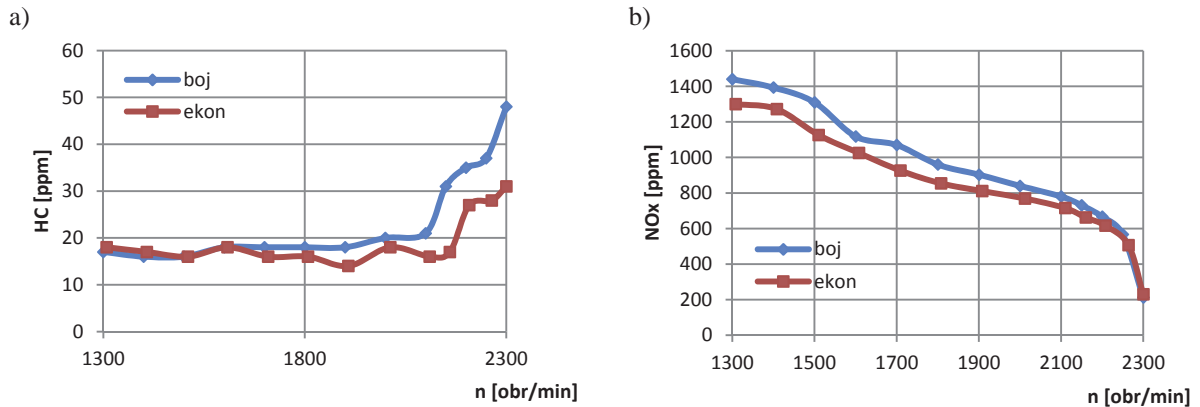 a)
60
50
40
30
20
10
0
HC [ppm]
boj
ekon
1300 1800 2300
n [obr/min]
b)
1600
1400
1200
1000
800
600
400
200
0
NOx [ppm]
boj
ekon
1300 1500 1700 1900 2100 2300
n [obr/min]